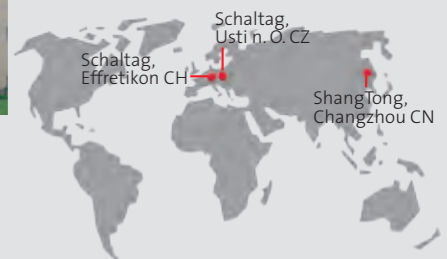 Schaltag,
Usti n. O. CZ
Schaltag,
Effretikon CH
ShangTong,
Changzhou CN